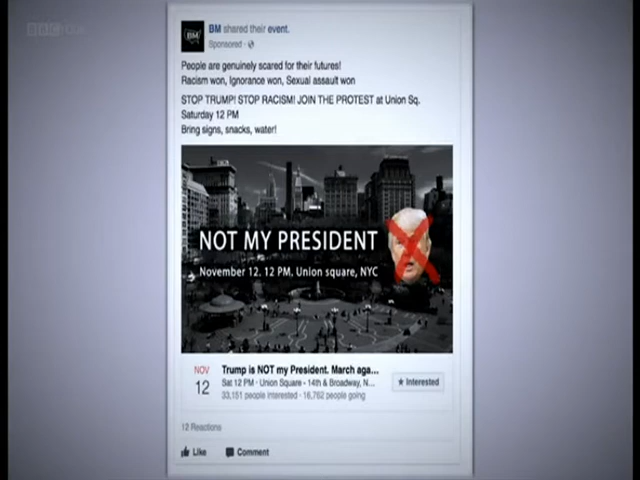 BBC
BM shared their event.
Sponsored ·
People are genuinely scared for their futures!
Racism won, Ignorance won, Sexual assault won
STOP TRUMP! STOP RACISM! JOIN THE PROTEST at Union Sq.
Saturday 12 PM
Bring signs, snacks, water!
NOT MY PRESIDENT
November 12, 12 PM, Union square, NYC
NOV
12
Trump is NOT my President. March aga...
Sat 12 PM · Union Square - 14th & Broadway, N...
33,151 people interested · 16,762 people going
★ Interested
12 Reactions
Like Comment